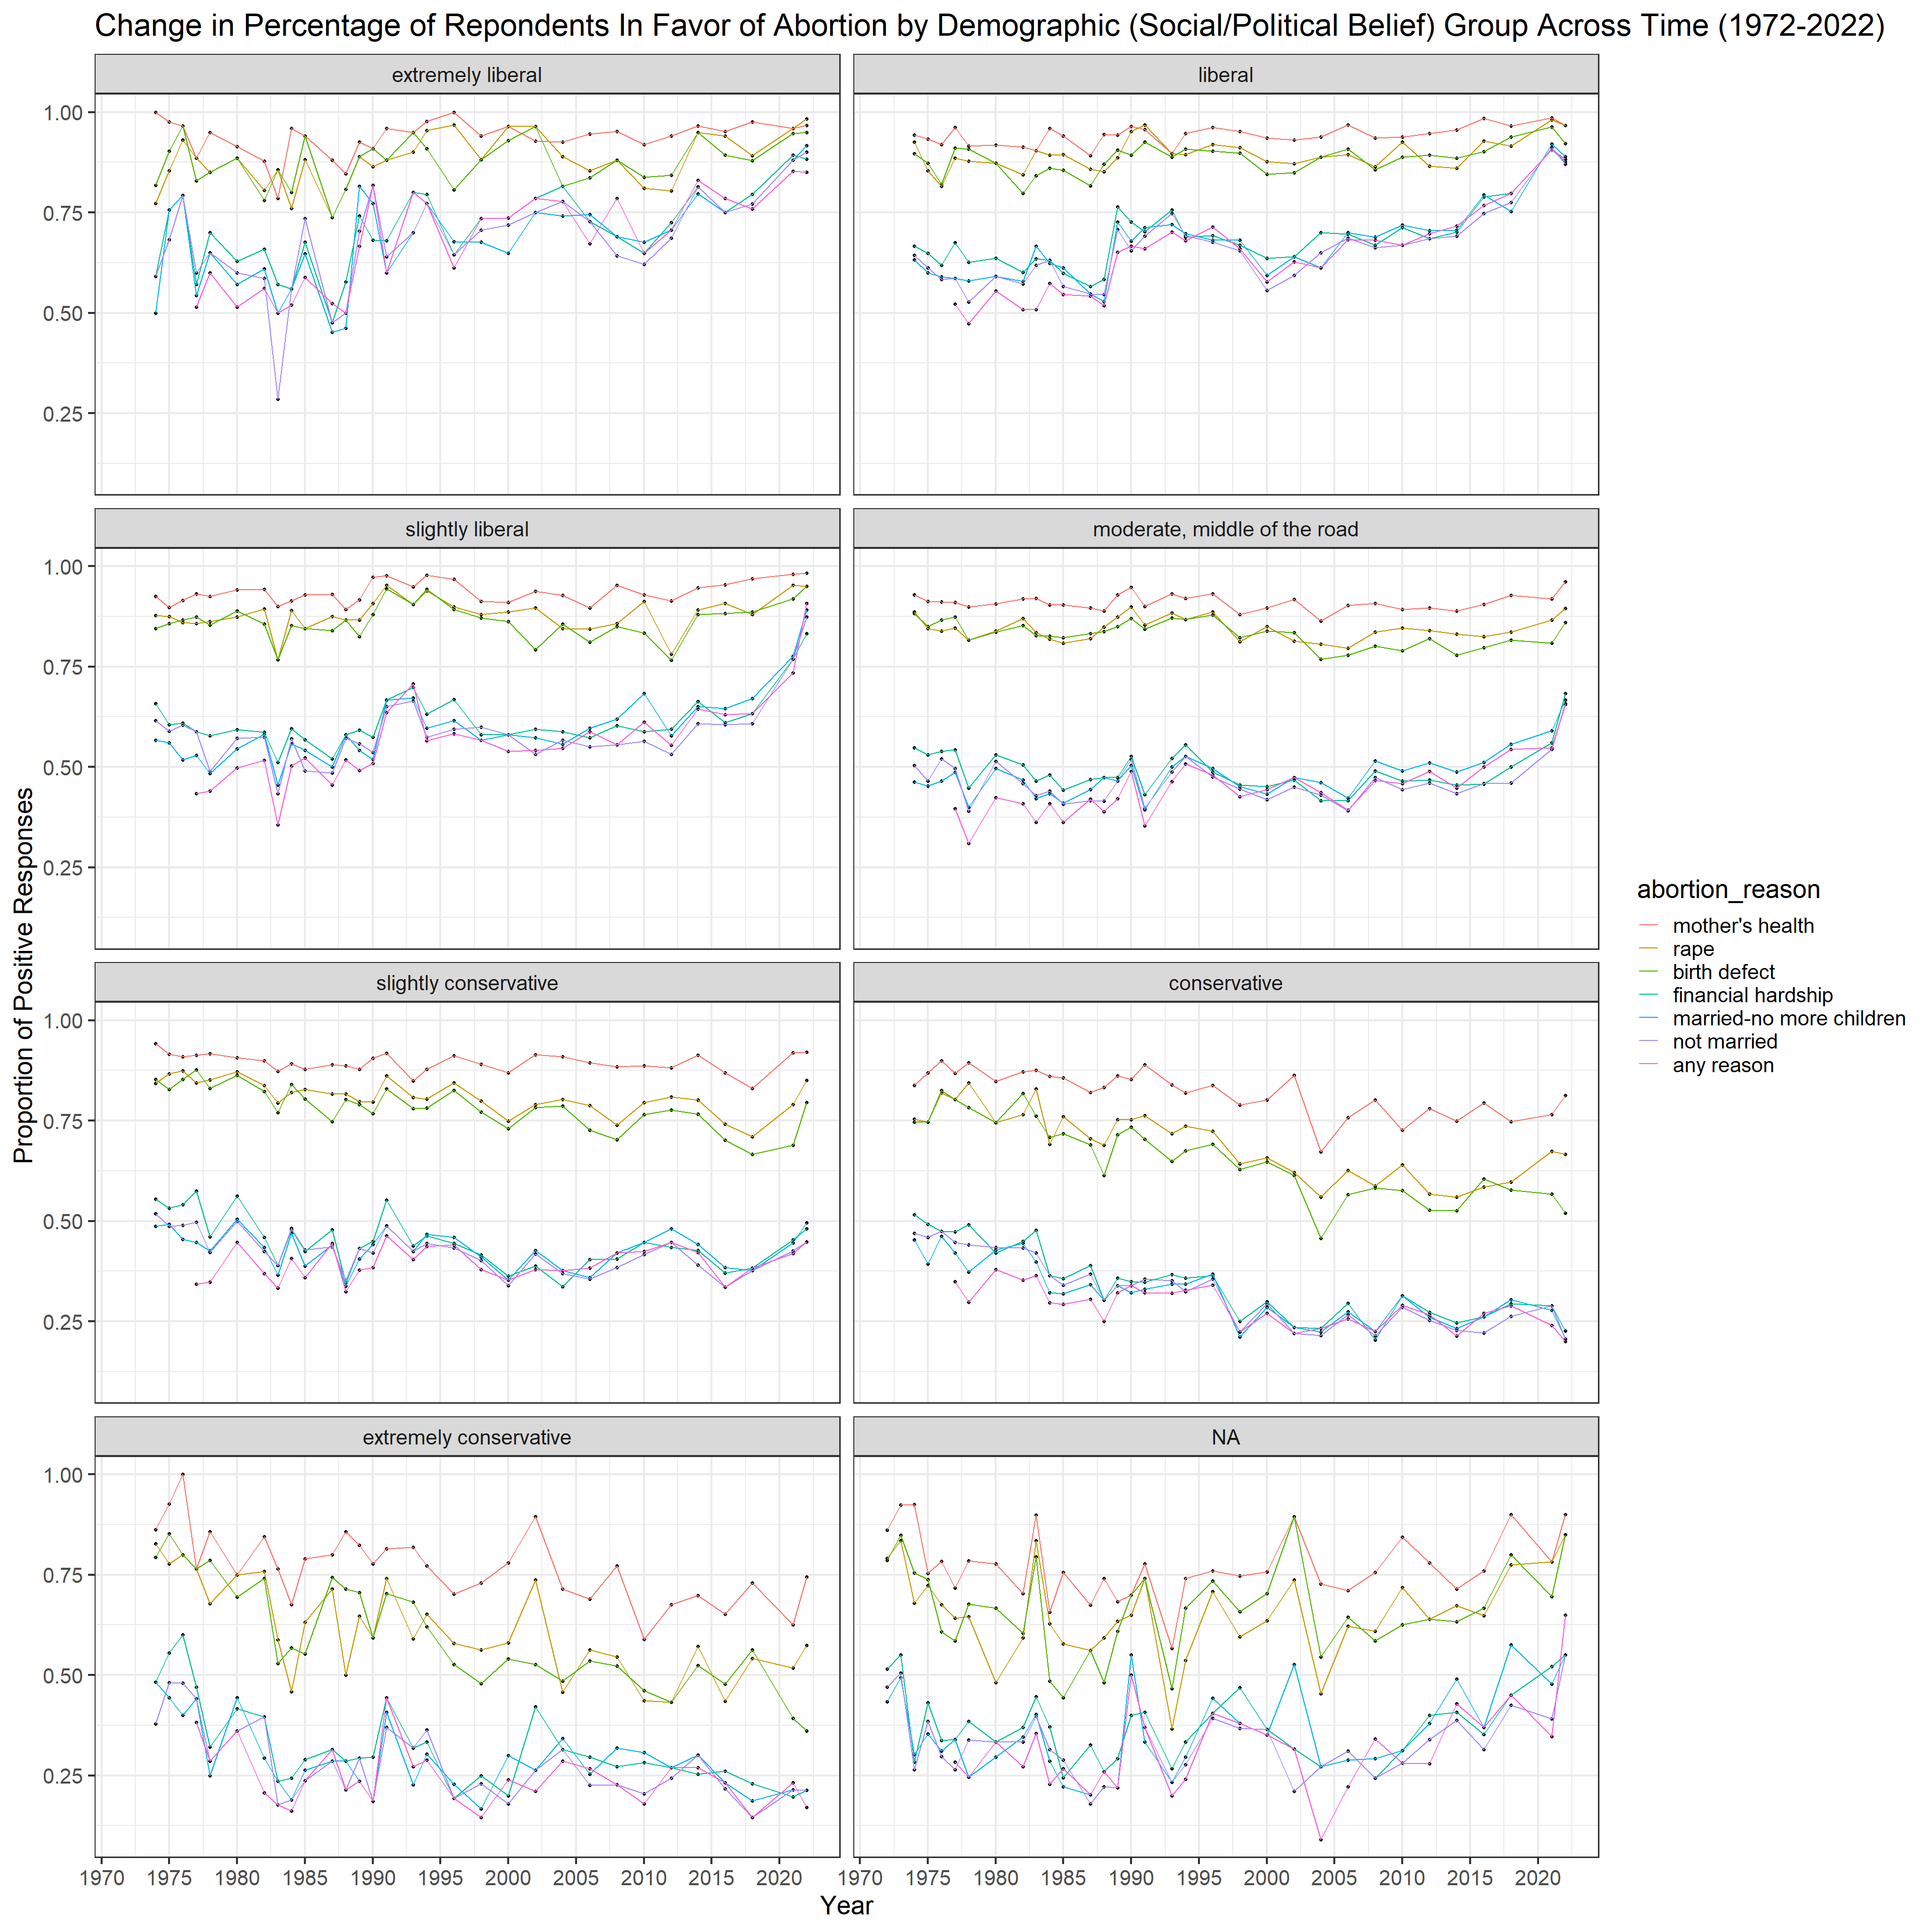 Change in Percentage of Repondents In Favor of Abortion by Demographic (Social/Political Belief) Group Across Time (1972-2022)
extremely liberal
liberal
1.00
0.75
0.50
0.25
slightly liberal
moderate, middle of the road
1.00
0.75
0.50
0.25
slightly conservative
conservative
1.00
0.75
0.50
0.25
extremely conservative
NA
1.00
0.75
0.50
0.25
1970 1975 1980 1985 1990 1995 2000 2005 2010 2015 2020
1970 1975 1980 1985 1990 1995 2000 2005 2010 2015 2020
Year
Proportion of Positive Responses
abortion_reason
mother's health
rape
birth defect
financial hardship
married-no more children
not married
any reason